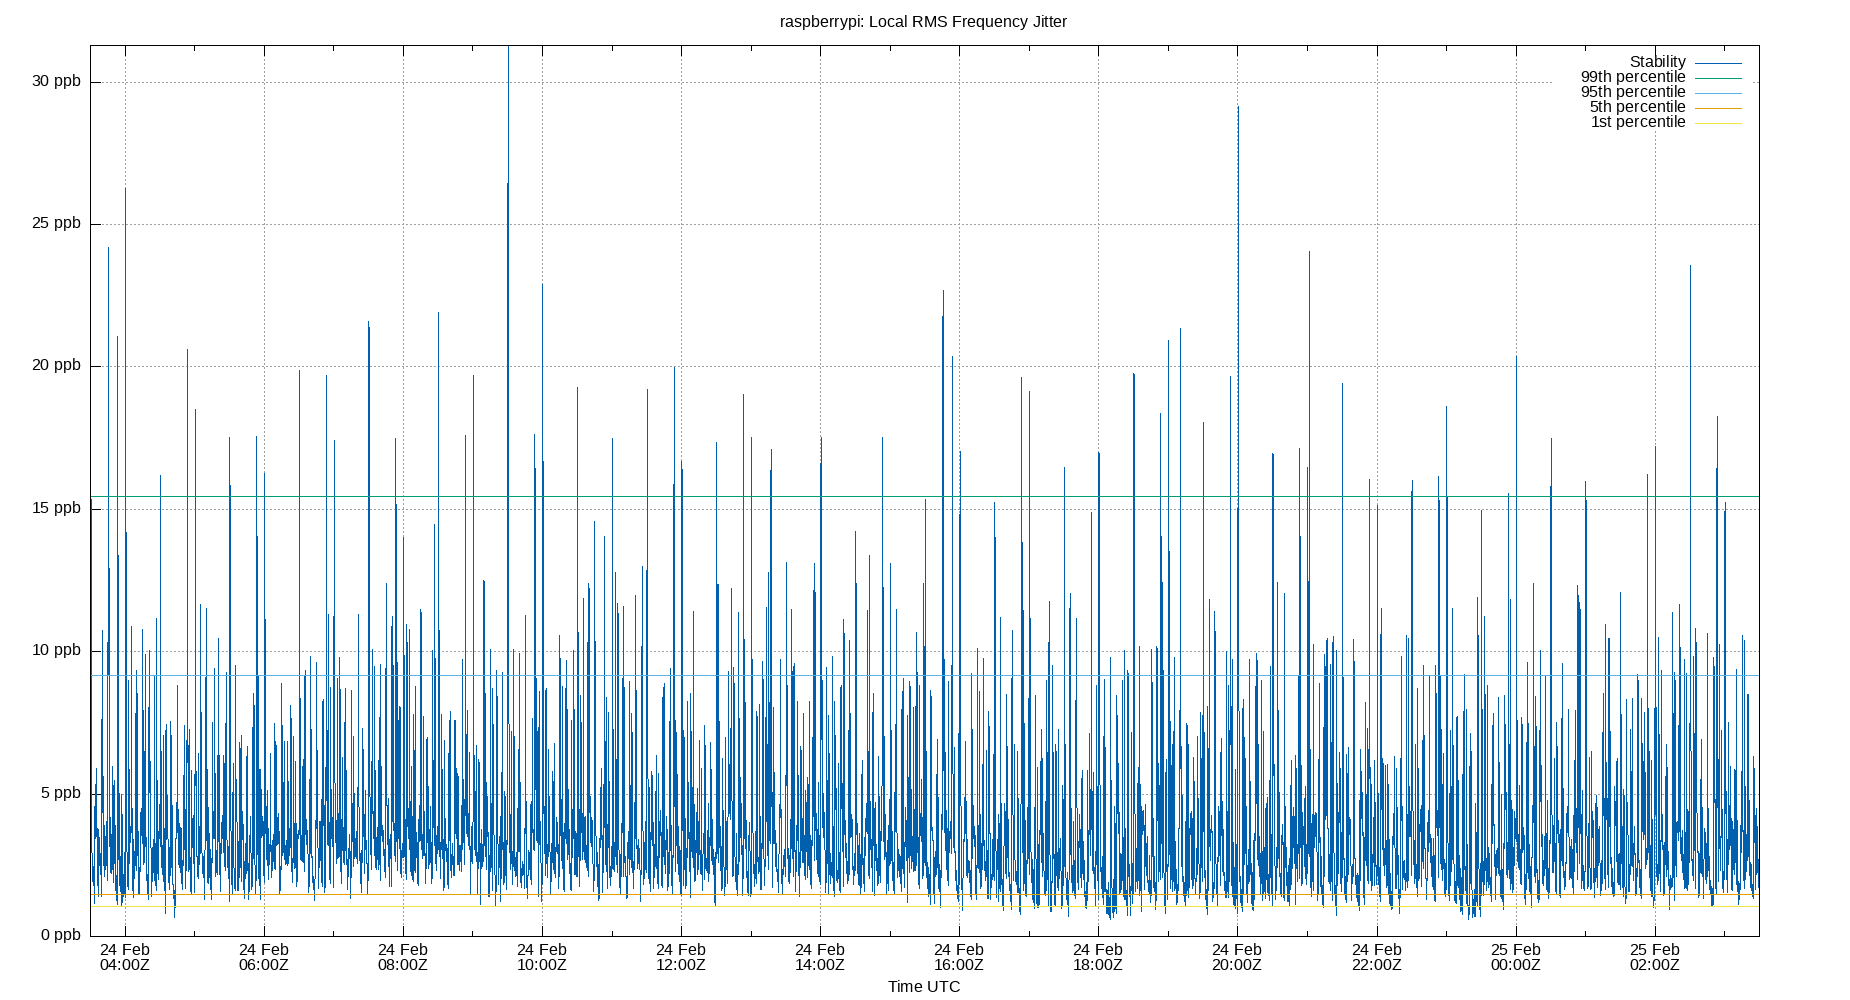 raspberrypi: Local RMS Frequency Jitter
30 ppb
25 ppb
20 ppb
15 ppb
10 ppb
5 ppb
0 ppb
Stability
99th percentile
95th percentile
5th percentile
1st percentile
24 Feb 24 Feb 24 Feb 24 Feb 24 Feb 24 Feb 24 Feb 24 Feb 24 Feb 24 Feb 25 Feb 25 Feb
04:00Z 06:00Z 08:00Z 10:00Z 12:00Z 14:00Z 16:00Z 18:00Z 20:00Z 22:00Z 00:00Z 02:00Z
Time UTC